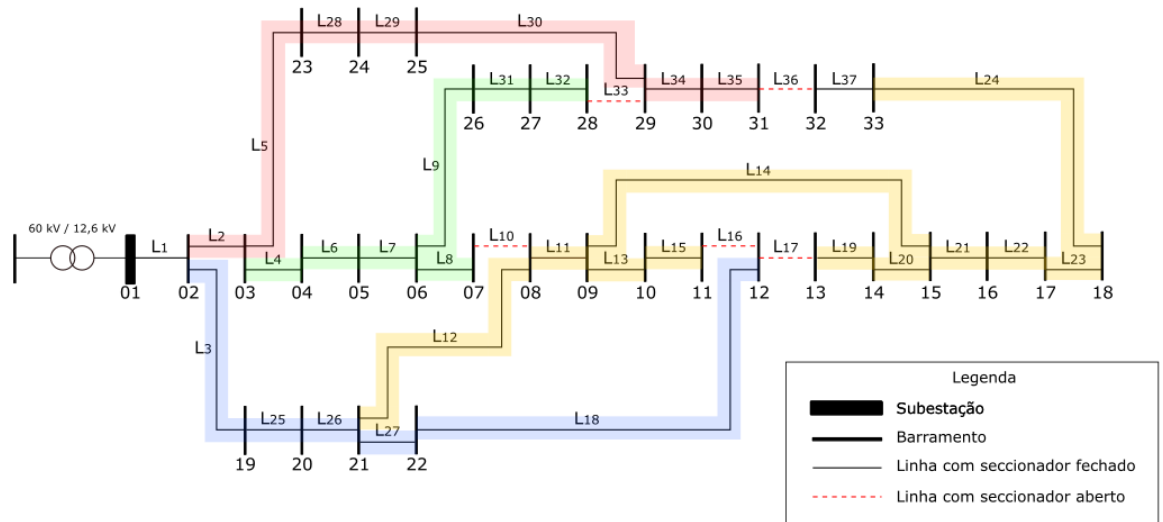 L28 L29 L30
23 24 25
L31 L32 L33 L34 L35 L36 L37 L24
26 27 28 29 30 31 32 33
L5 L9 L14
60 kV / 12,6 kV
L1 L2 L4 L6 L7 L8 L10 L11 L13 L15 L16 L17 L19 L20 L21 L22 L23
01 02 03 04 05 06 07 08 09 10 11 12 13 14 15 16 17 18
L3 L12
L25 L26 L27 L18
19 20 21 22
Legenda
Subestação
Barramento
Linha com seccionador fechado
Linha com seccionador aberto